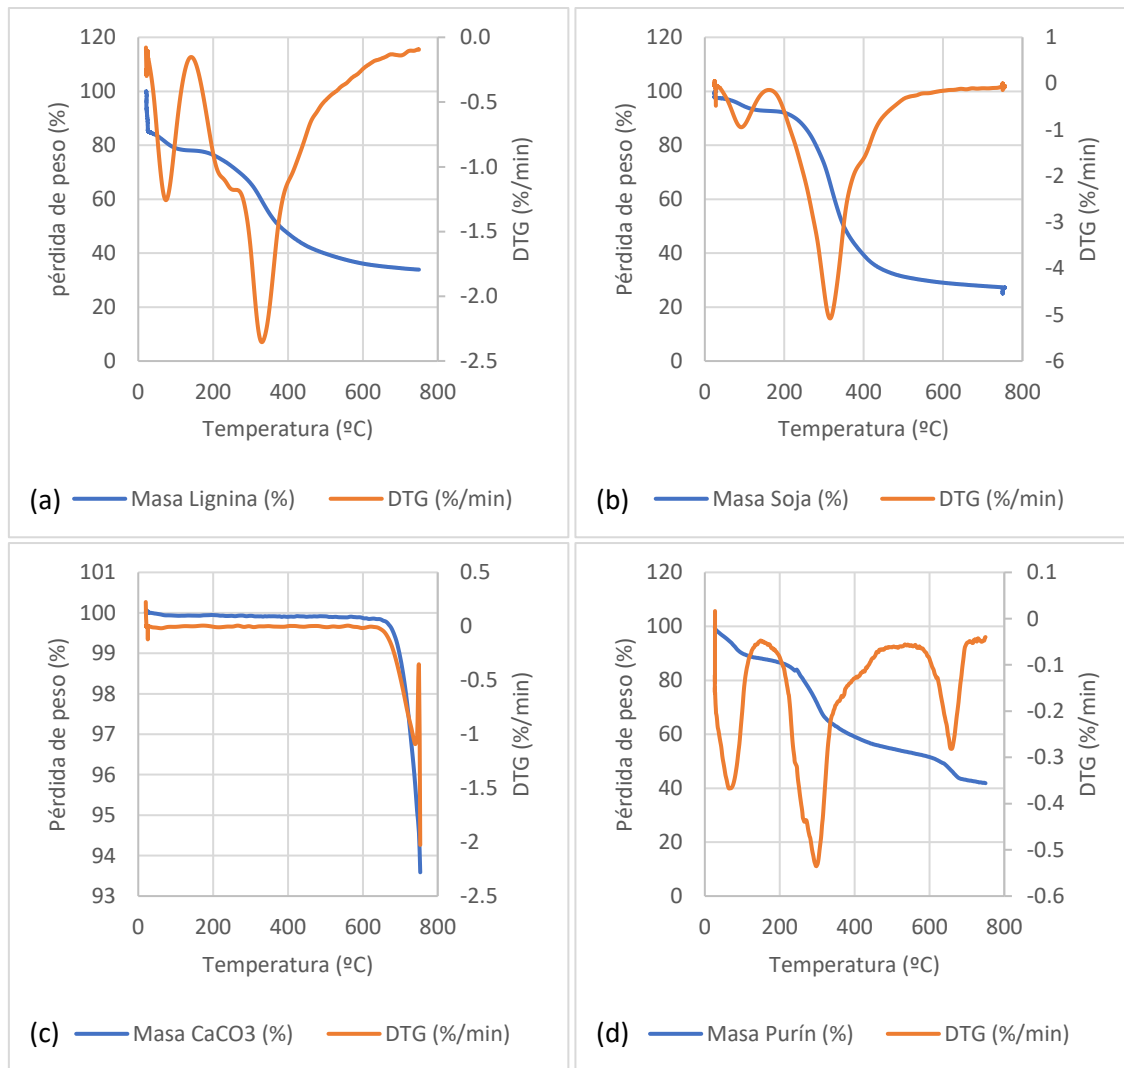 120
100
80
60
40
20
0
pérdida de peso (%)
0.0
-0.5
-1.0
-1.5
-2.0
-2.5
DTG (%/min)
0 200 400 600 800
Temperatura (ºC)
(a) Masa Lignina (%) DTG (%/min)
120
100
80
60
40
20
0
Pérdida de peso (%)
1
0
-1
-2
-3
-4
-5
-6
DTG (%/min)
0 200 400 600 800
Temperatura (ºC)
(b) Masa Soja (%) DTG (%/min)
101
100
99
98
97
96
95
94
93
Pérdida de peso (%)
0.5
0
-0.5
-1
-1.5
-2
-2.5
DTG (%/min)
0 200 400 600 800
Temperatura (ºC)
(c) Masa CaCO3 (%) DTG (%/min)
120
100
80
60
40
20
0
Pérdida de peso (%)
0.1
0
-0.1
-0.2
-0.3
-0.4
-0.5
-0.6
DTG (%/min)
0 200 400 600 800
Temperatura (ºC)
(d) Masa Purín (%) DTG (%/min)